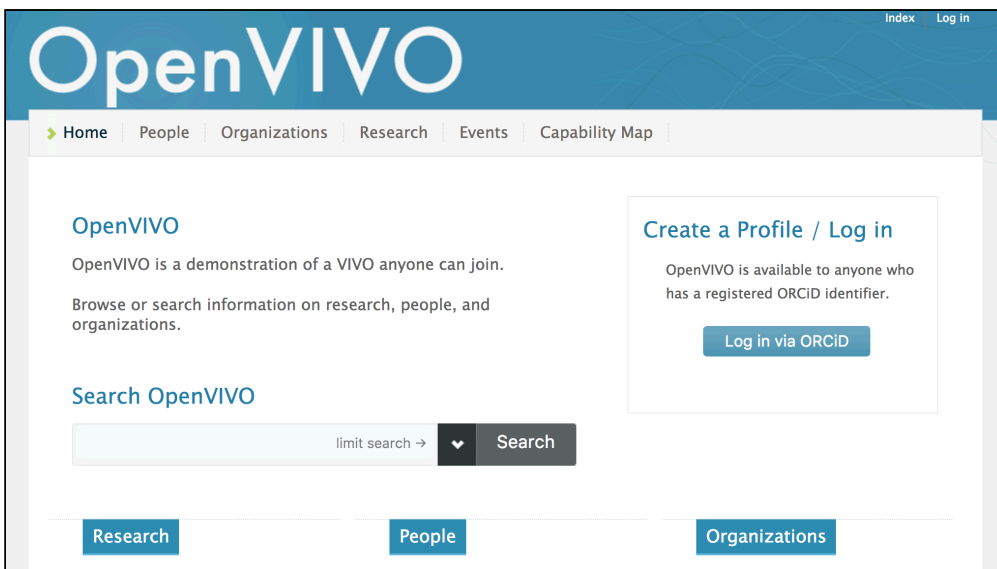 Index Log in
OpenVIVO
Home People Organizations Research Events Capability Map
OpenVIVO
OpenVIVO is a demonstration of a VIVO anyone can join.
Browse or search information on research, people, and
organizations.
Search OpenVIVO
limit search → Search
Create a Profile / Log in
OpenVIVO is available to anyone who
has a registered ORCiD identifier.
Log in via ORCiD
Research People Organizations